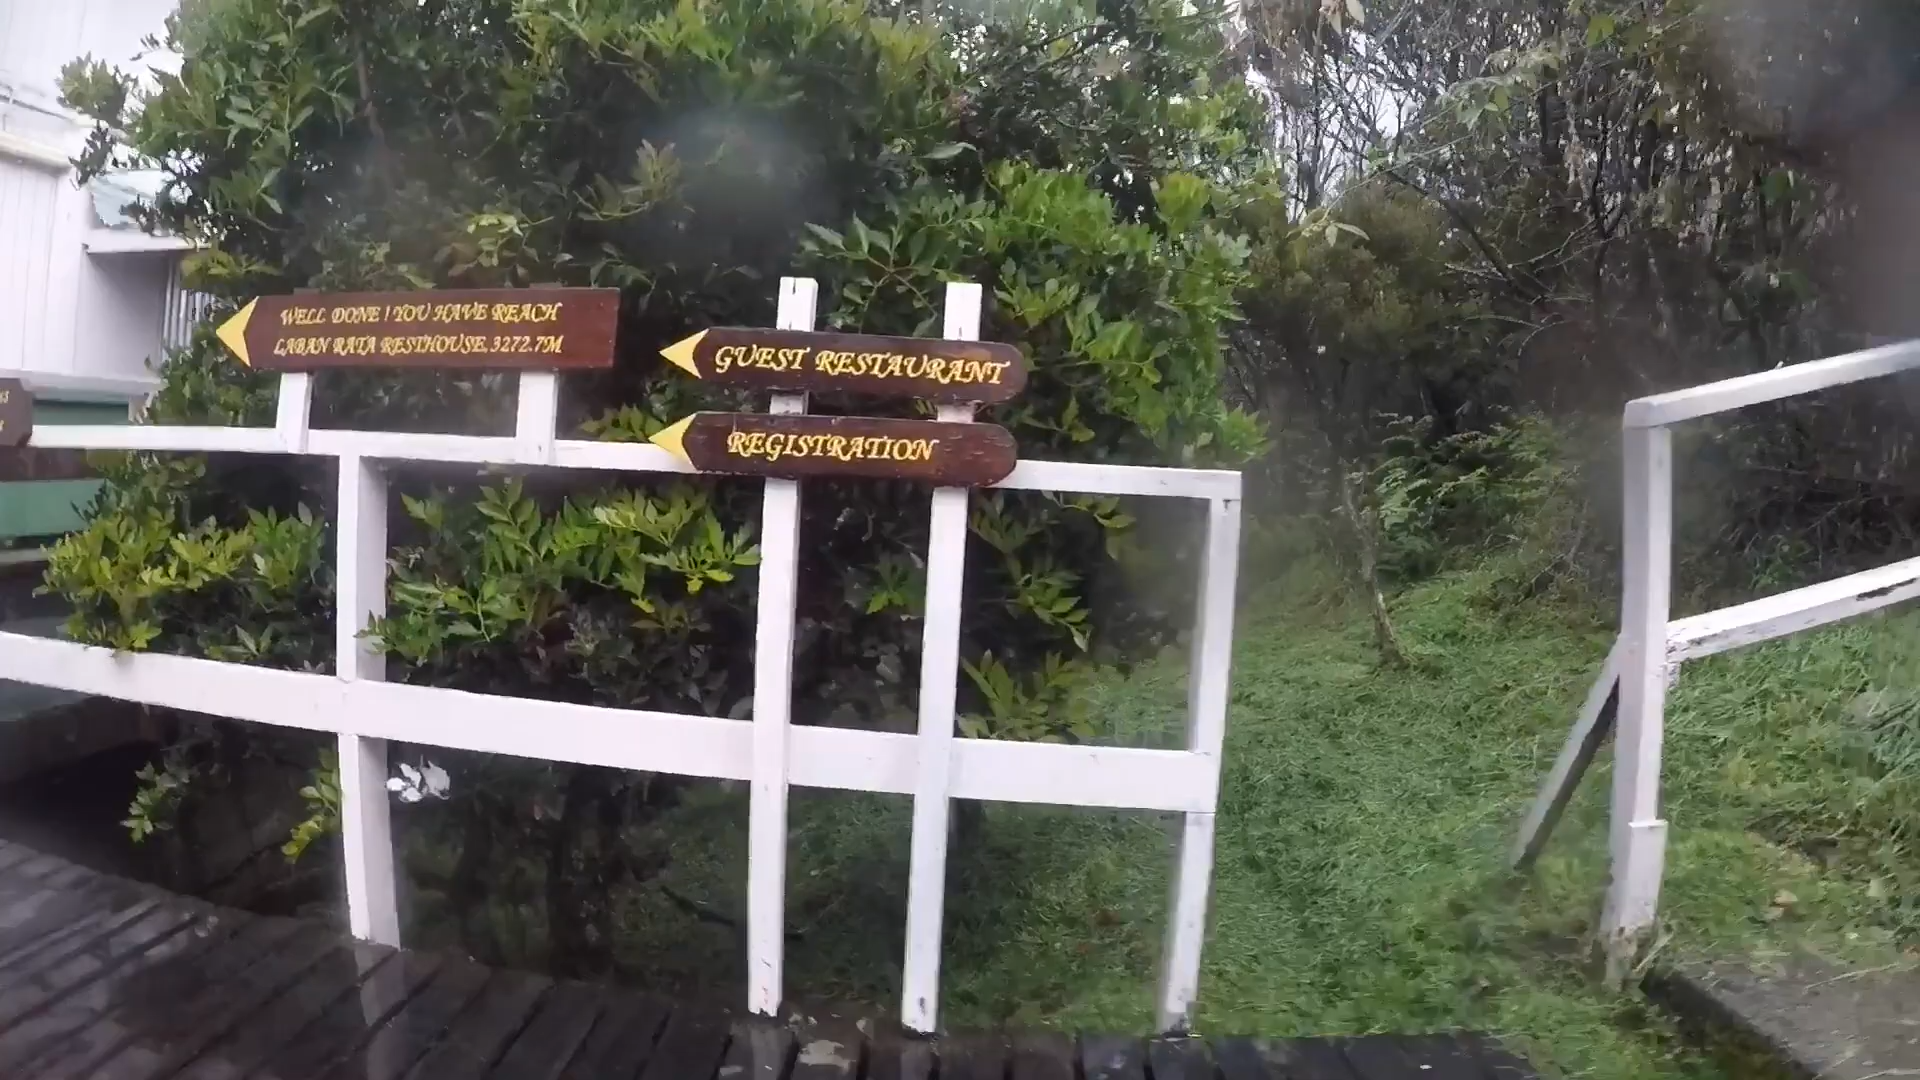 WELL DONE! YOU HAVE REACH
LABAN RATA RESTHOUSE, 3272.7M
GUEST RESTAURANT
REGISTRATION